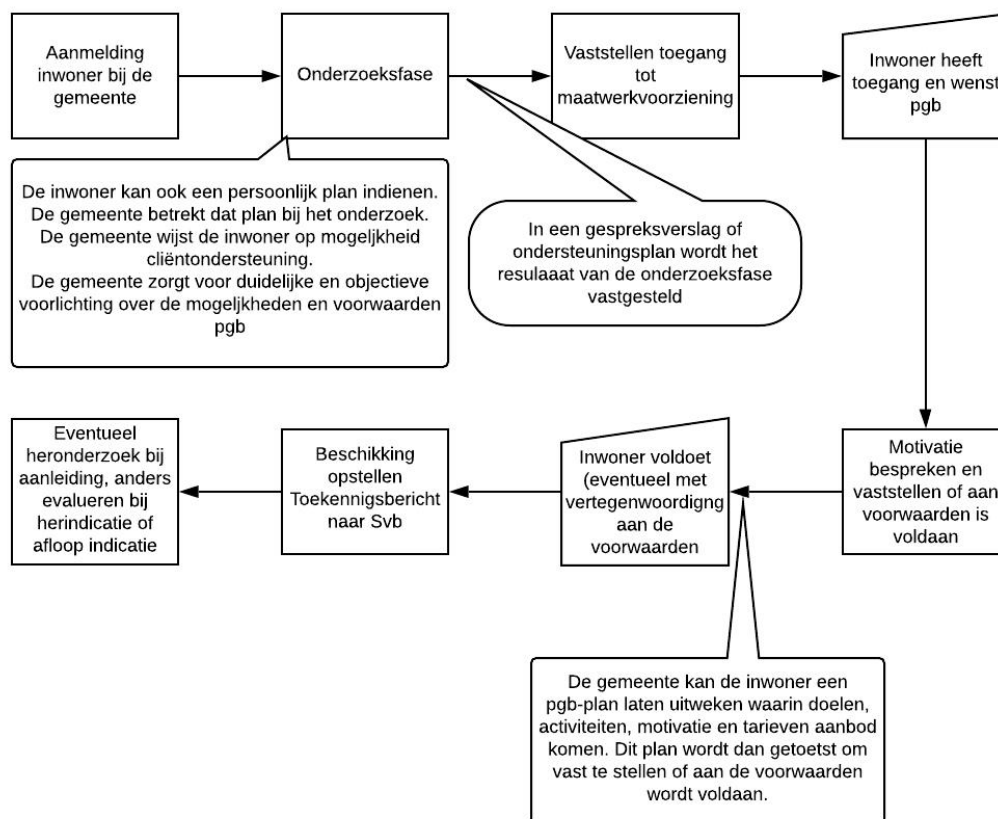 Aanmelding
inwoner bij de
gemeente
Onderzoeksfase
Vaststellen toegang
tot
maatwerkvoorziening
Inwoner heeft
toegang en wenst
pgb
De inwoner kan ook een persoonlijk plan indienen.
De gemeente betrekt dat plan bij het onderzoek.
De gemeente wijst de inwoner op mogeljkheid
cliëntondersteuning.
De gemeente zorgt voor duidelijke en objectieve
voorlichting over de mogeljkheden en voorwaarden
pgb
In een gespreksverslag of
ondersteuningsplan wordt het
resulaaat van de onderzoeksfase
vastgesteld
Motivatie
bespreken en
vaststellen of aan
voorwaarden is
voldaan
Inwoner voldoet
(eventueel met
vertegenwoordigng
aan de
voorwaarden
Beschikking
opstellen
Toekennigsbericht
naar Svb
Eventueel
heronderzoek bij
aanleiding, anders
evalueren bij
herindicatie of
afloop indicatie
De gemeente kan de inwoner een
pgb-plan laten uitweken waarin doelen,
activiteiten, motivatie en tarieven aanbod
komen. Dit plan wordt dan getoetst om
vast te stellen of aan de voorwaarden
wordt voldaan.